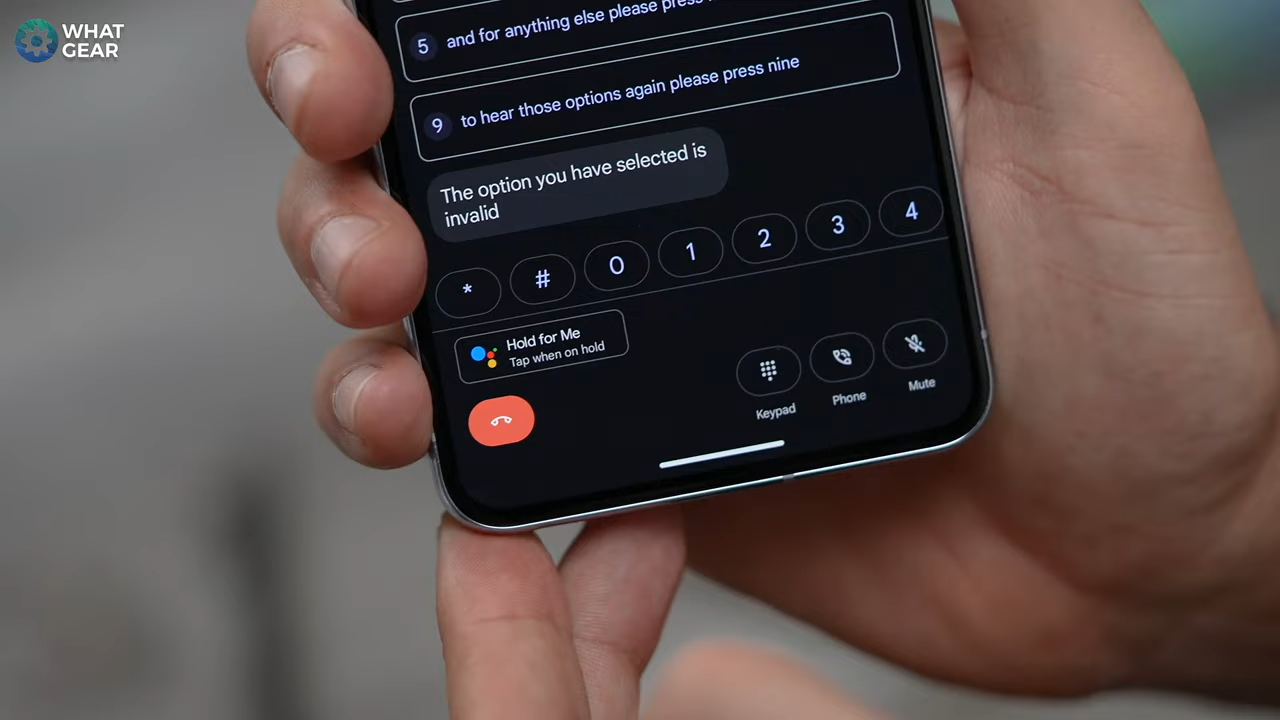 WHAT
GEAR
5 and for anything else please press
9 to hear those options again please press nine
The option you have selected is
invalid
* # 0 1 2 3 4
Hold for Me
Tap when on hold
Keypad
Phone
Mute